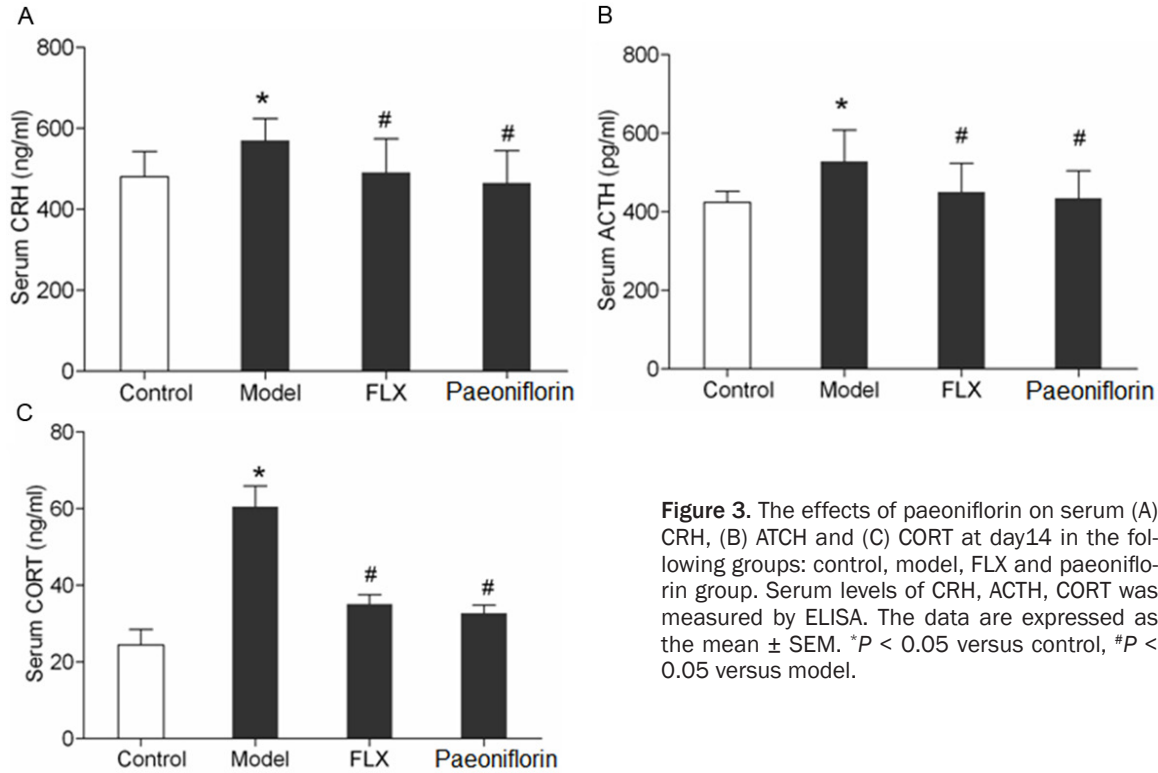 A
800
600
400
200
0
Serum CRH (ng/ml)
*
#
#
Control Model FLX Paeoniflorin
B
800
600
400
200
0
Serum ACTH (pg/ml)
*
#
#
Control Model FLX Paeoniflorin
C
80
60
40
20
0
Serum CORT (ng/ml)
*
#
#
Control Model FLX Paeoniflorin
Figure 3. The effects of paeoniflorin on serum (A)
CRH, (B) ATCH and (C) CORT at day14 in the fol-
lowing groups: control, model, FLX and paeoniflo-
rin group. Serum levels of CRH, ACTH, CORT was
measured by ELISA. The data are expressed as
the mean ± SEM. *P < 0.05 versus control, #P <
0.05 versus model.